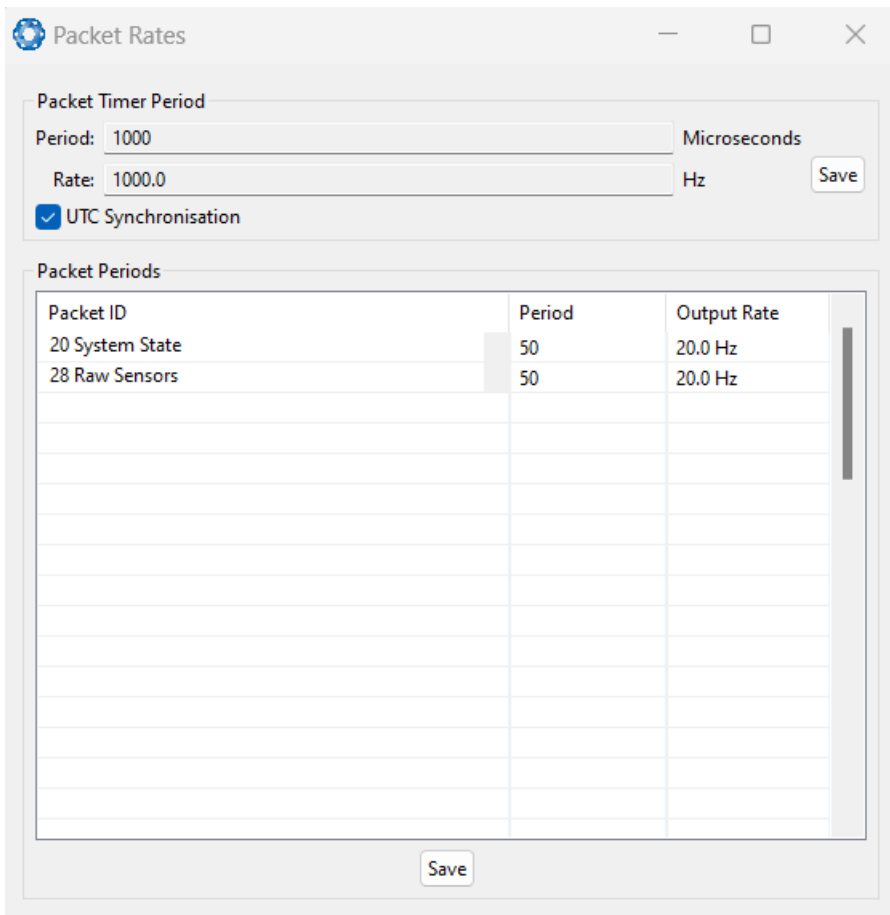 Packet Rates
Packet Timer Period
Period: 1000 Microseconds
Rate: 1000.0 Hz Save
UTC Synchronisation
Packet Periods
Packet ID Period Output Rate
20 System State 50 20.0 Hz
28 Raw Sensors 50 20.0 Hz
Save